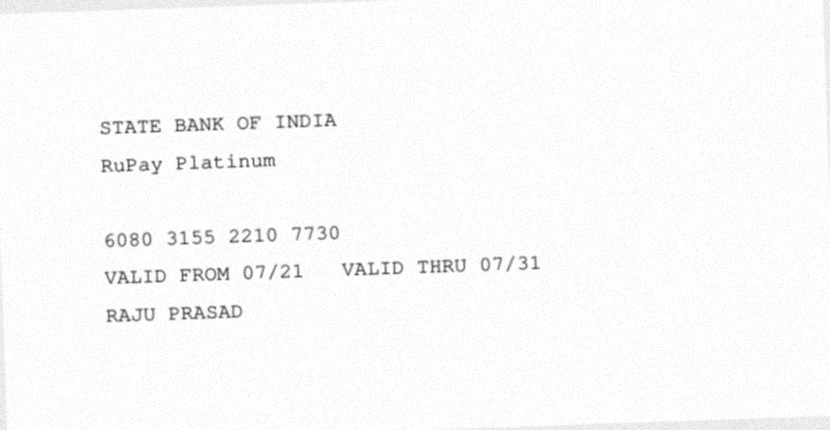 STATE BANK OF INDIA
RuPay Platinum
6080 3155 2210 7730
VALID FROM 07/21 VALID THRU 07/31
RAJU PRASAD